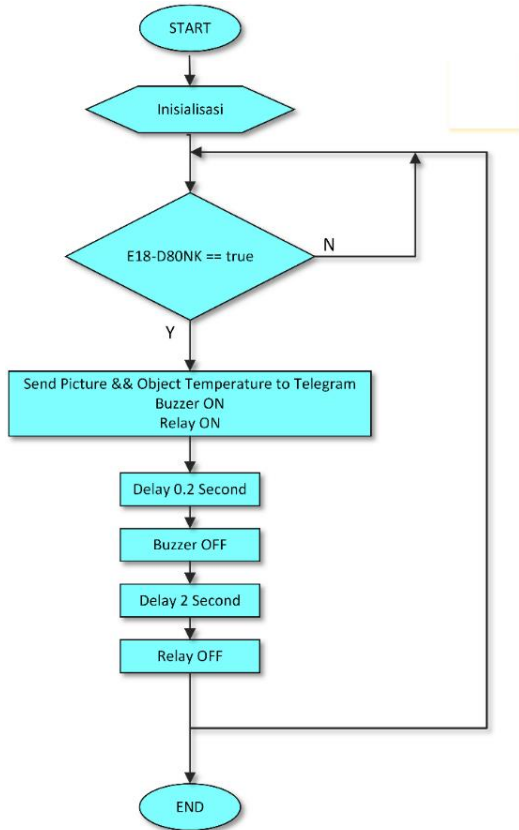 START
Inisialisasi
E18-D80NK == true
N
Y
Send Picture && Object Temperature to Telegram
Buzzer ON
Relay ON
Delay 0.2 Second
Buzzer OFF
Delay 2 Second
Relay OFF
END